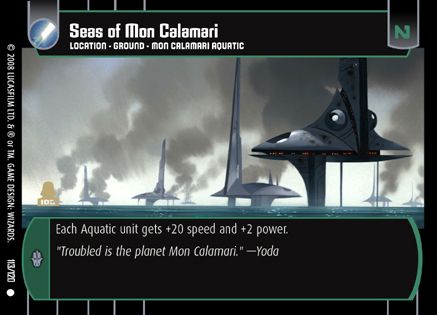 Seas of Mon Calamari
LOCATION - GROUND - MON CALAMARI AQUATIC
N
© 2008 LUCASFILM LTD. & ® or TM. GAME DESIGN: WIZARDS.
Each Aquatic unit gets +20 speed and +2 power.
"Troubled is the planet Mon Calamari." —Yoda
113/120